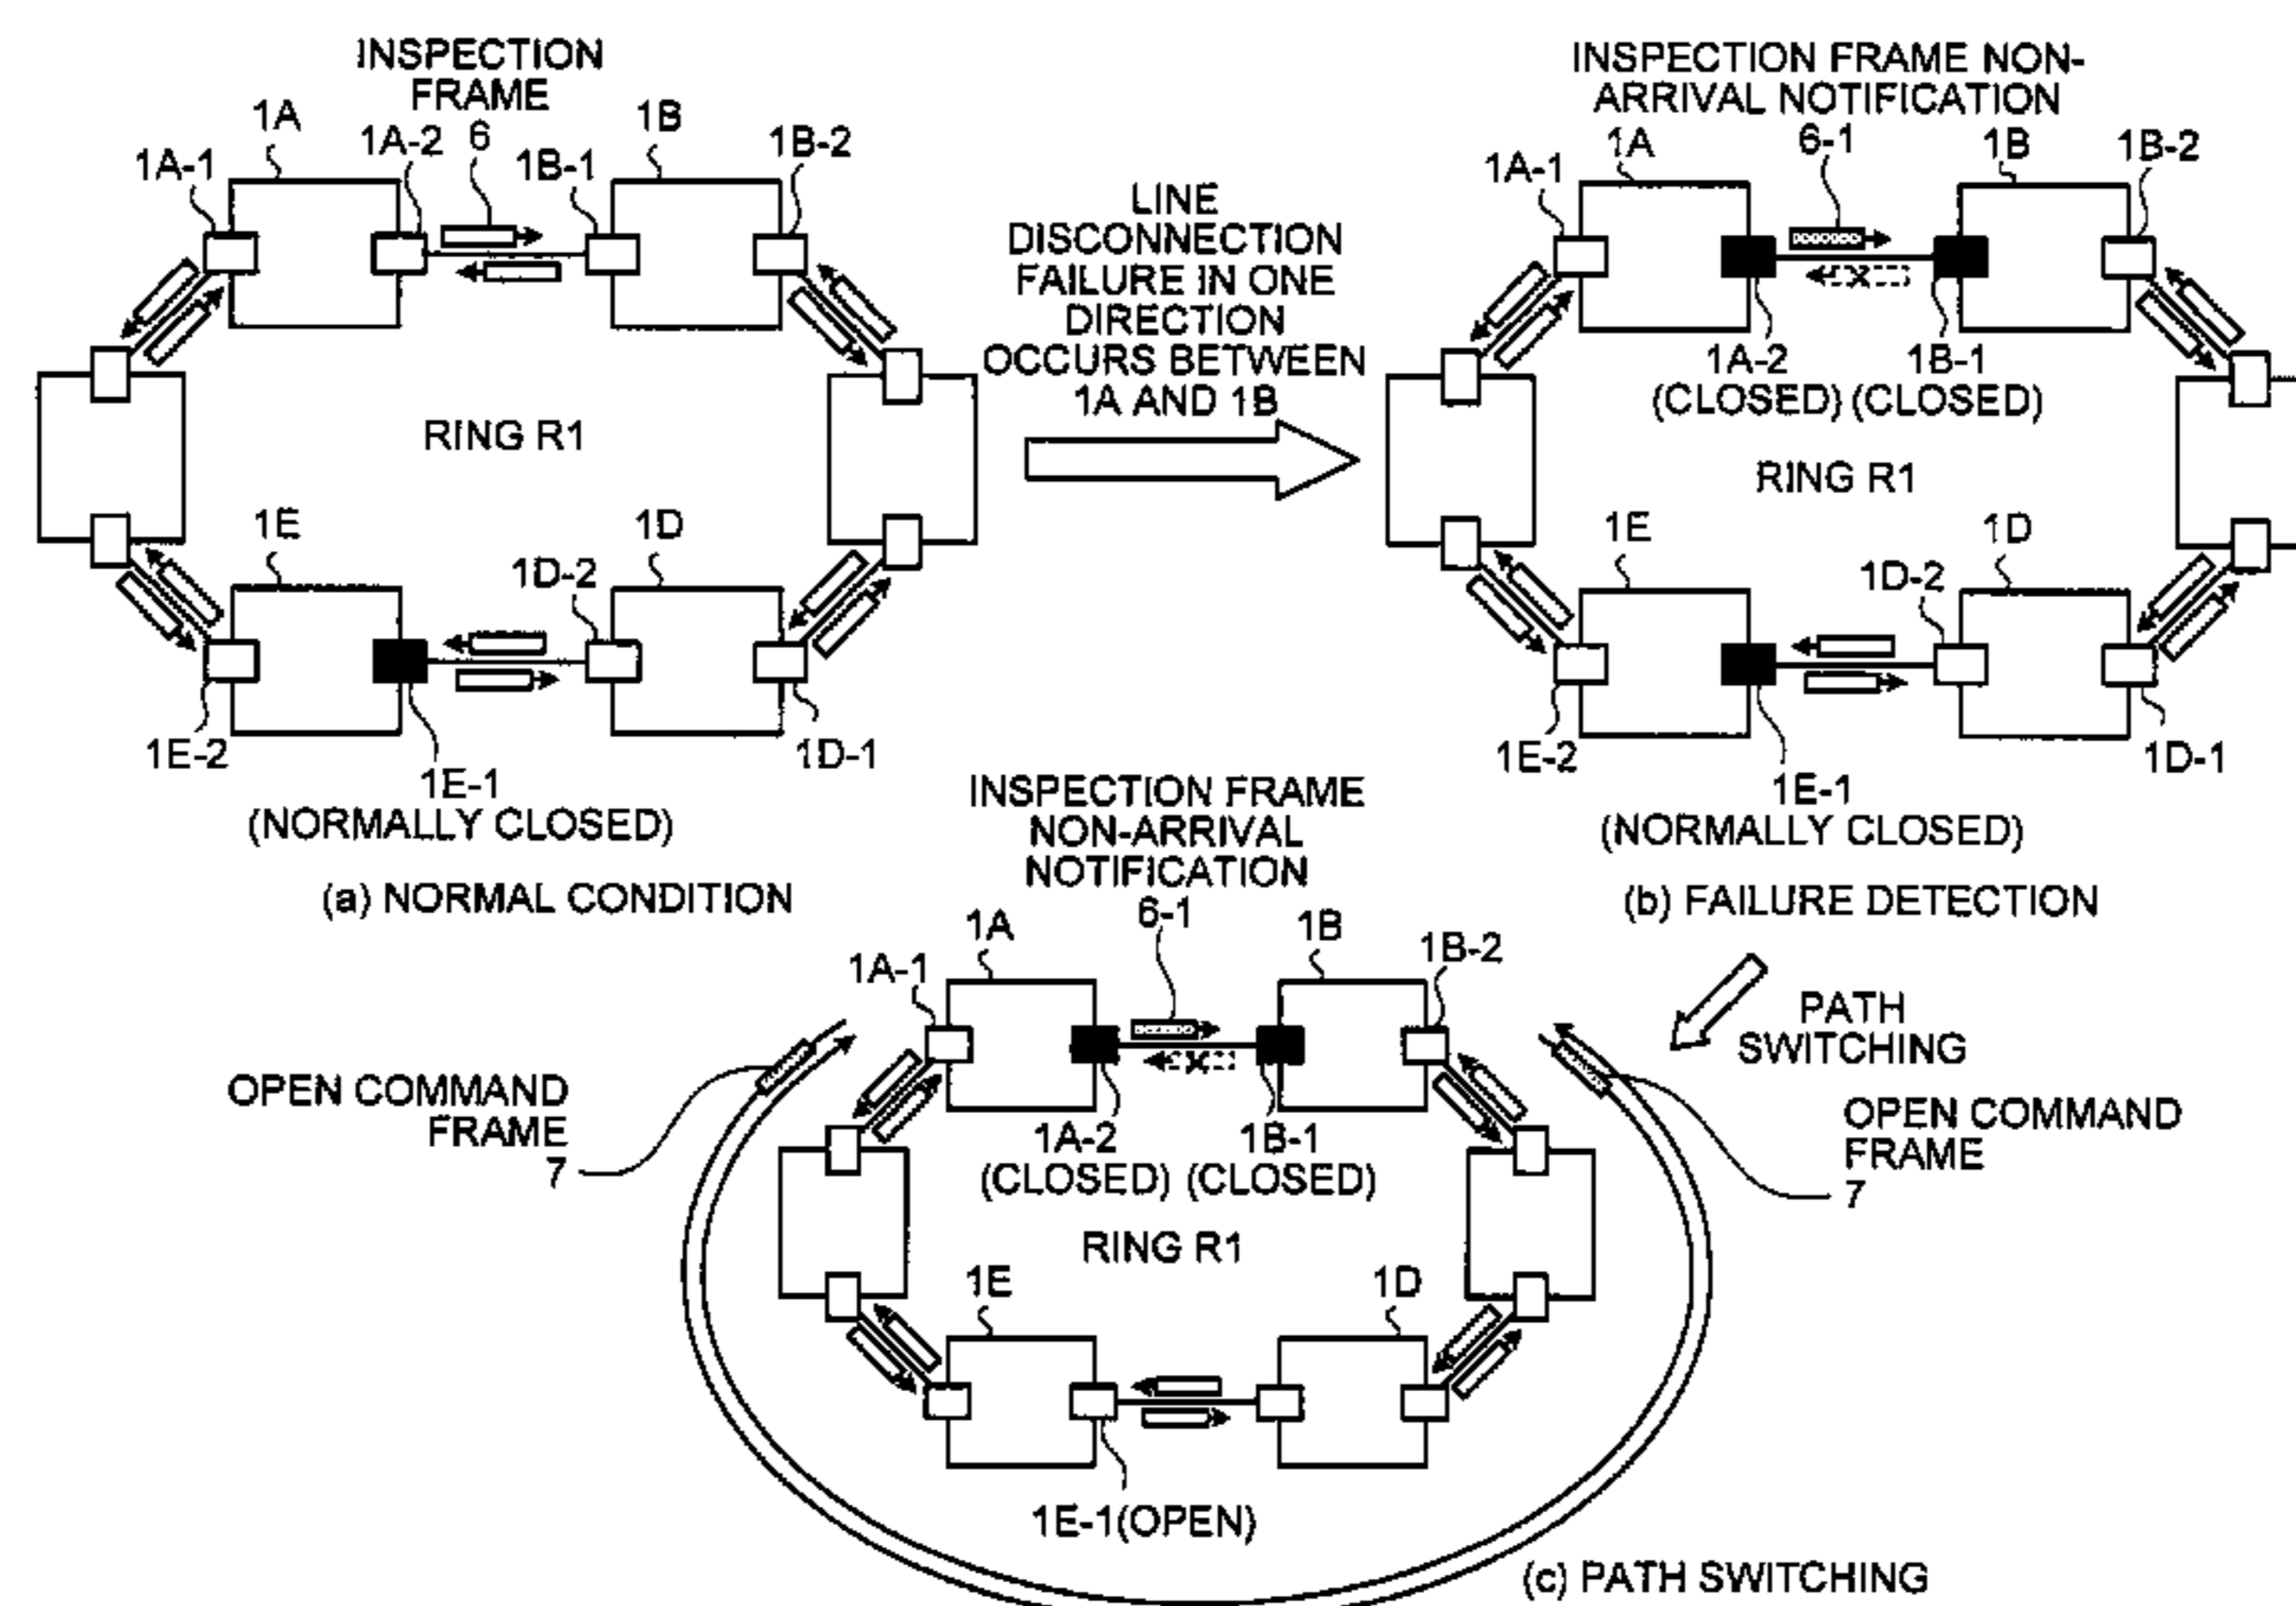 INSPECTION
FRAME
1A
1A-2
6
1B
1B-2
1A-1
1B-1
RING R1
1E
1D
1D-2
1E-2
1E-1
1D-1
(NORMALLY CLOSED)
(a) NORMAL CONDITION
LINE
DISCONNECTION
FAILURE IN ONE
DIRECTION
OCCURS BETWEEN
1A AND 1B
INSPECTION FRAME NON-
ARRIVAL NOTIFICATION
1A
6-1
1B
1B-2
1A-1
1A-2
1B-1
(CLOSED)
(CLOSED)
RING R1
1E
1D
1D-2
1E-2
1E-1
1D-1
(NORMALLY CLOSED)
(b) FAILURE DETECTION
PATH
SWITCHING
INSPECTION FRAME
NON-ARRIVAL
NOTIFICATION
6-1
1A
1B
1B-2
1A-1
OPEN COMMAND
FRAME
7
OPEN COMMAND
FRAME
7
1A-2
1B-1
(CLOSED)
(CLOSED)
RING R1
1E
1D
1E-1(OPEN)
(c) PATH SWITCHING